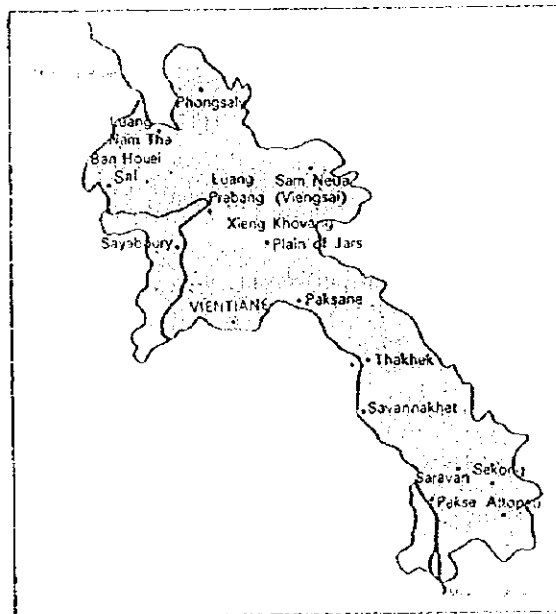 Phongsaly
Luang
Nam Tha
Ban Houei
Sai
Luang
Prabang
Sam Neua
(Viengsai)
Xieng Khovang
Plain of Jars
Sayaboury
VIENTIANE
Paksane
Thakhek
Savannakhet
Saravan
Sekong
Pakse
Attopeu